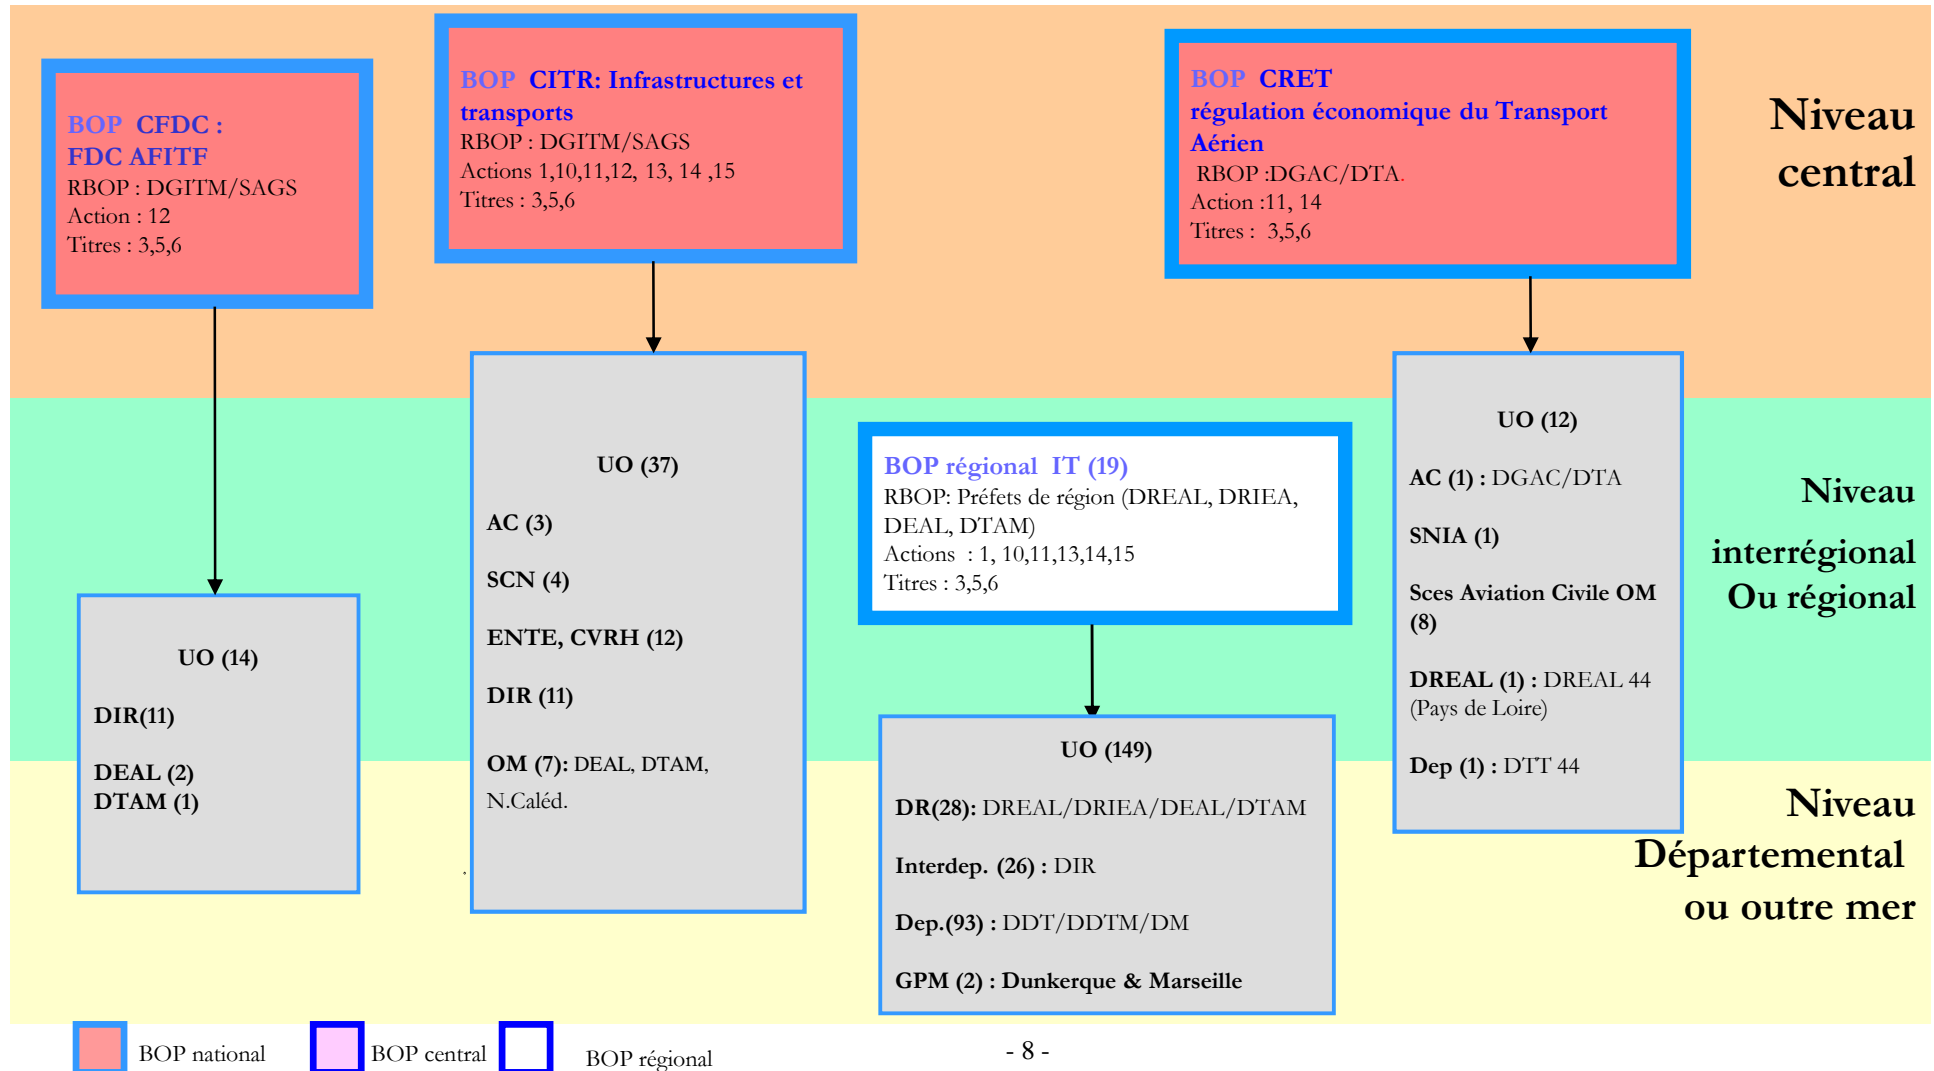 BOP CFDC :
FDC AFITF
RBOP : DGITM/SAGS
Action : 12
Titres : 3,5,6
BOP CITR: Infrastructures et
transports
RBOP : DGITM/SAGS
Actions 1,10,11,12, 13, 14 ,15
Titres : 3,5,6
BOP CRET
régulation économique du Transport
Aérien
RBOP :DGAC/DTA.
Action :11, 14
Titres : 3,5,6
Niveau
central
UO (14)
DIR(11)
DEAL (2)
DTAM (1)
UO (37)
AC (3)
SCN (4)
ENTE, CVRH (12)
DIR (11)
OM (7): DEAL, DTAM,
N.Caléd.
.
BOP régional IT (19)
RBOP: Préfets de région (DREAL, DRIEA,
DEAL, DTAM)
Actions : 1, 10,11,13,14,15
Titres : 3,5,6
UO (149)
DR(28): DREAL/DRIEA/DEAL/DTAM
Interdep. (26) : DIR
Dep.(93) : DDT/DDTM/DM
GPM (2) : Dunkerque & Marseille
UO (12)
AC (1) : DGAC/DTA
SNIA (1)
Sces Aviation Civile OM
(8)
DREAL (1) : DREAL 44
(Pays de Loire)
Dep (1) : DTT 44
Niveau
interrégional
Ou régional
Niveau
Départemental
ou outre mer
BOP national
BOP central
BOP régional
- 8 -